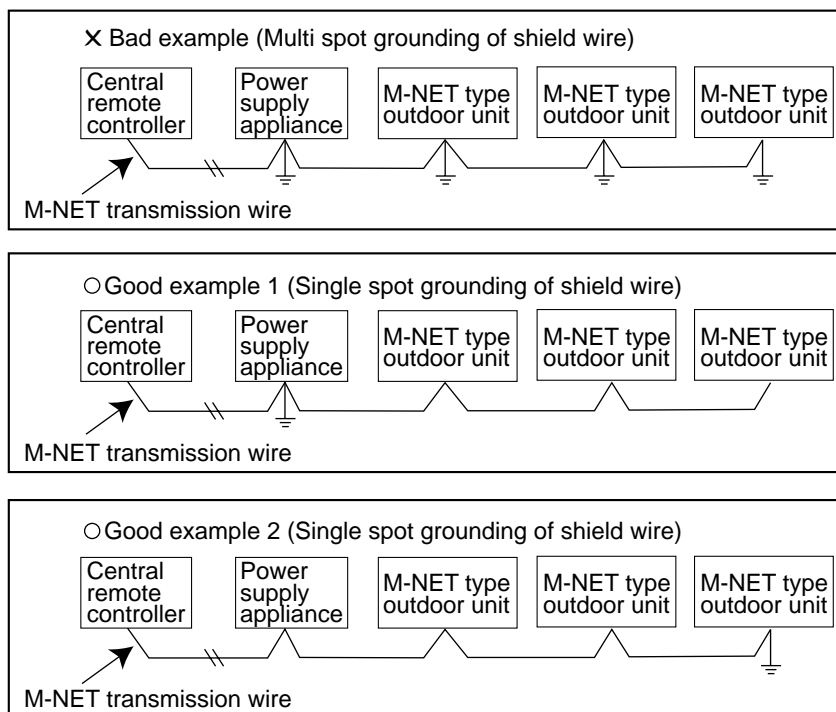 × Bad example (Multi spot grounding of shield wire)
Central
remote
controller
Power
supply
appliance
M-NET type
outdoor unit
M-NET type
outdoor unit
M-NET type
outdoor unit
M-NET transmission wire
○ Good example 1 (Single spot grounding of shield wire)
Central
remote
controller
Power
supply
appliance
M-NET type
outdoor unit
M-NET type
outdoor unit
M-NET type
outdoor unit
M-NET transmission wire
○ Good example 2 (Single spot grounding of shield wire)
Central
remote
controller
Power
supply
appliance
M-NET type
outdoor unit
M-NET type
outdoor unit
M-NET type
outdoor unit
M-NET transmission wire